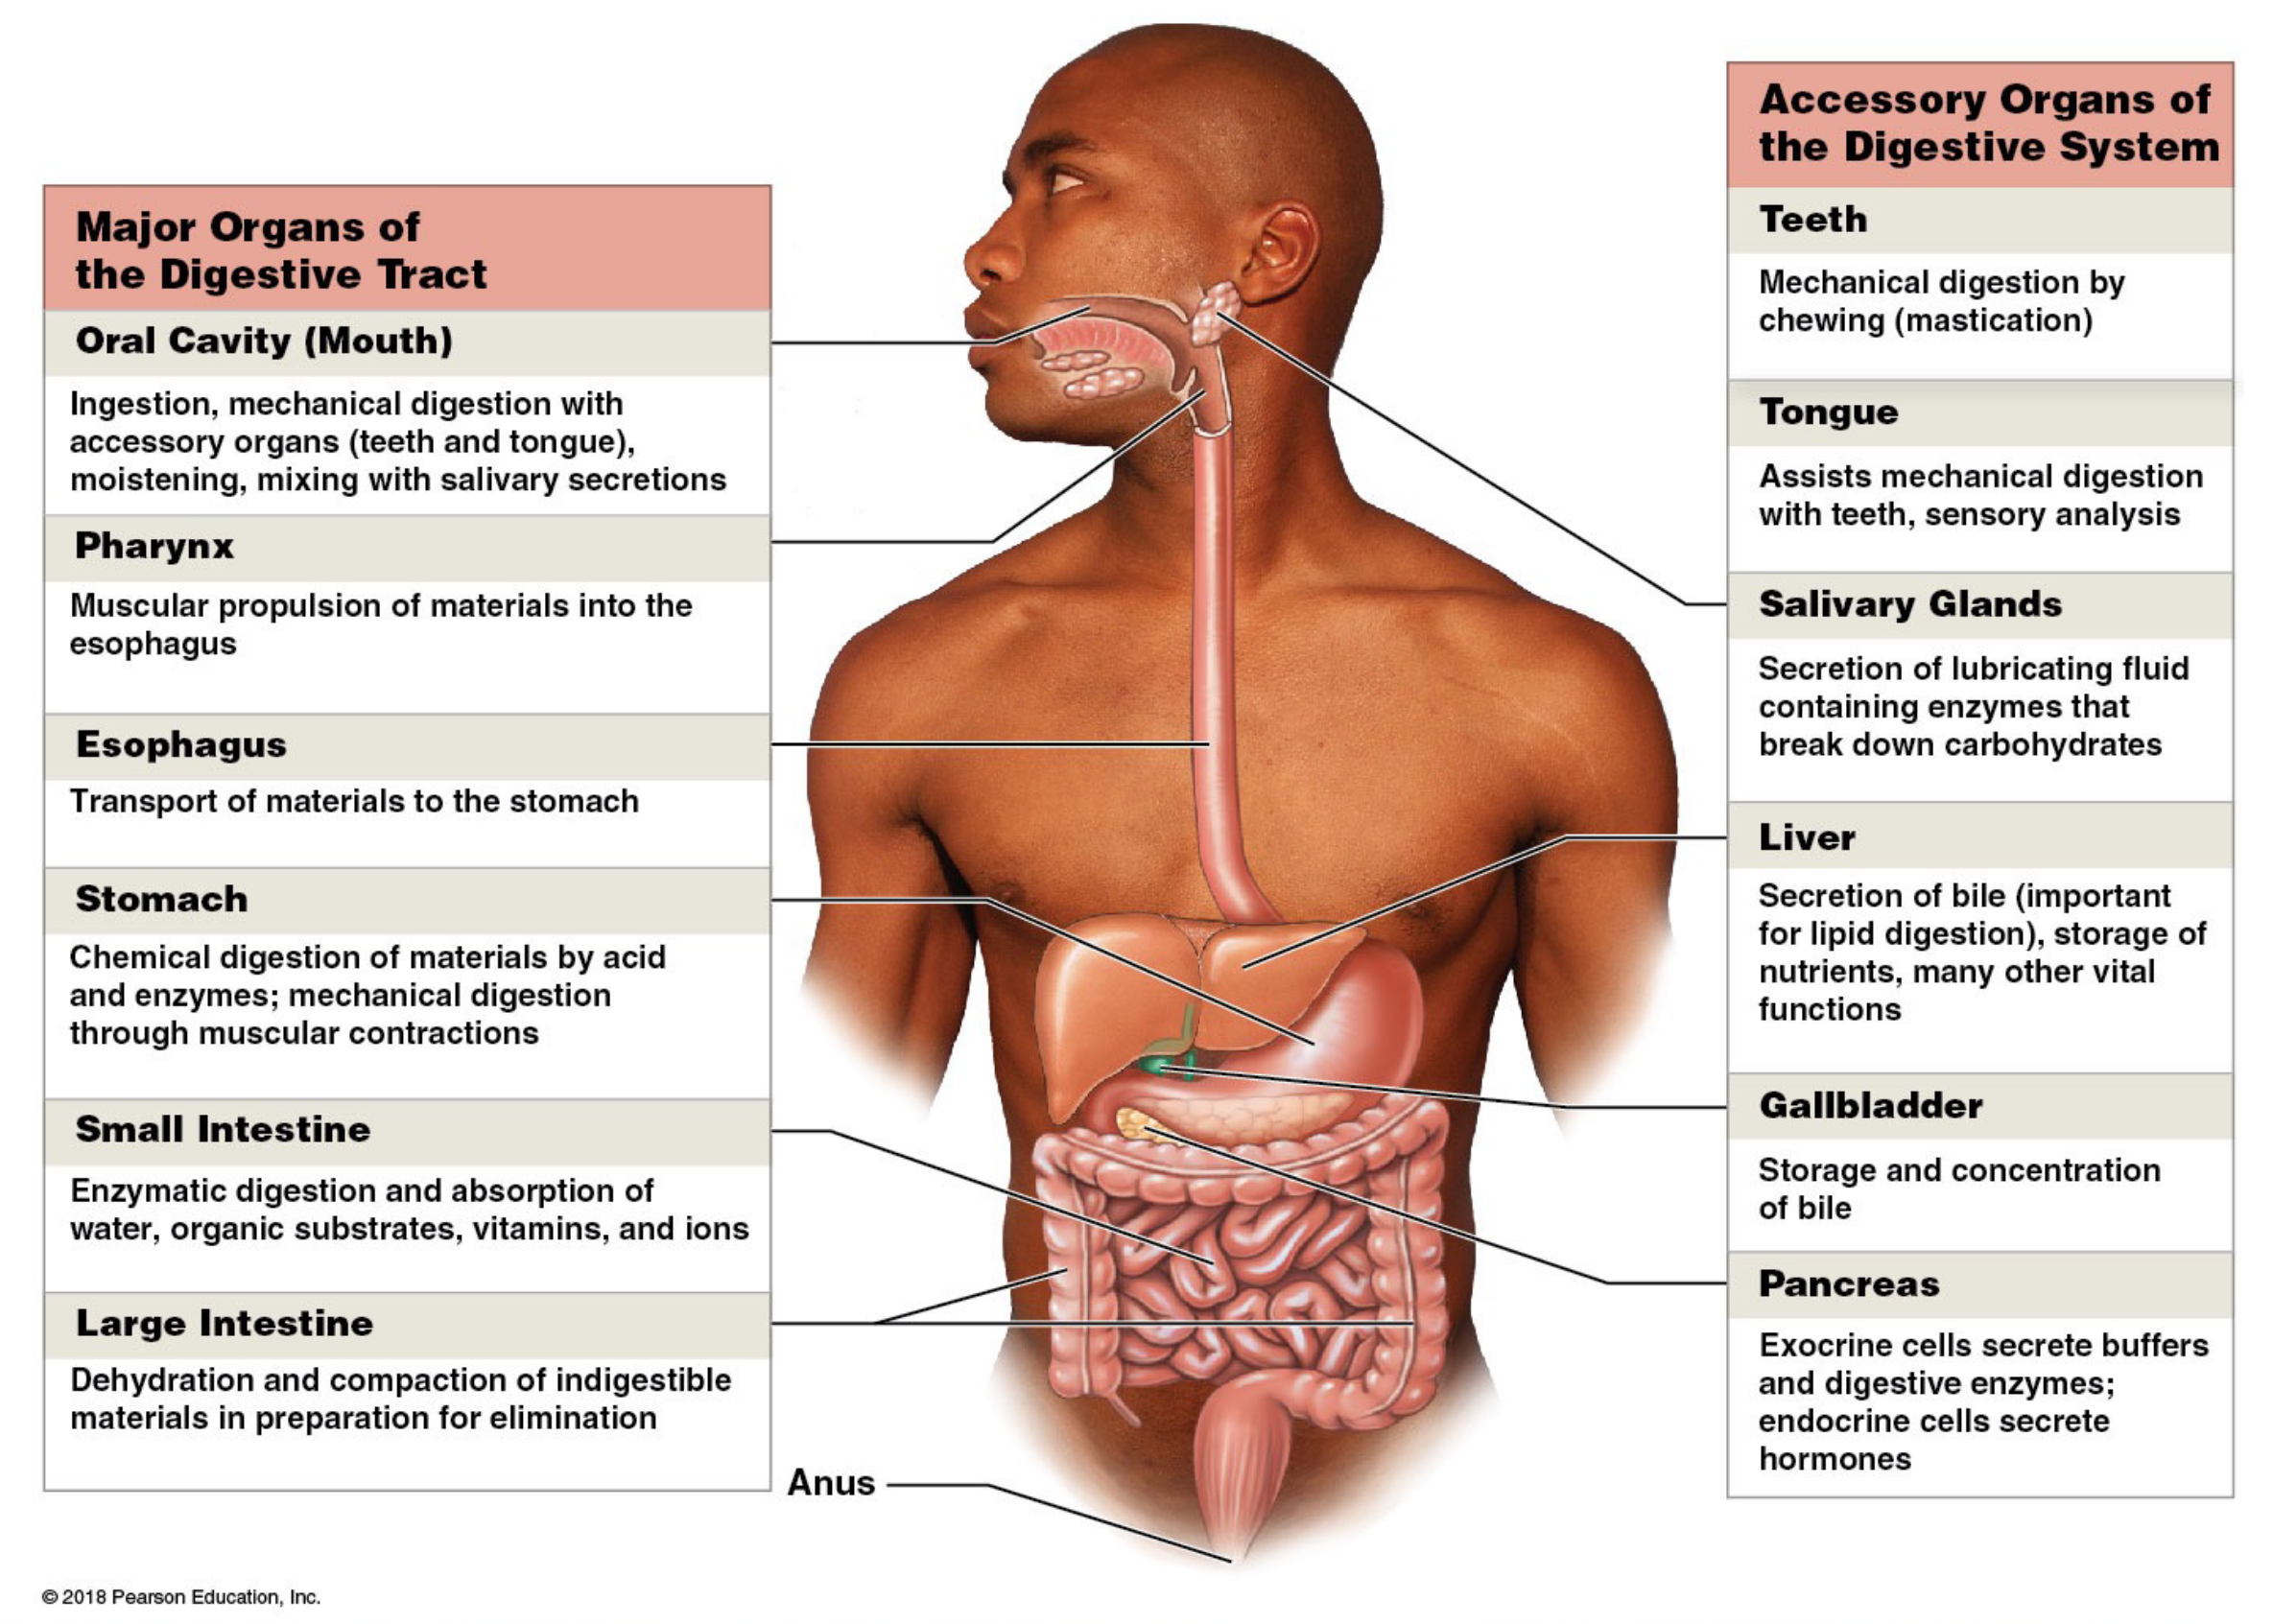 Major Organs of
the Digestive Tract
Oral Cavity (Mouth)
Ingestion, mechanical digestion with
accessory organs (teeth and tongue),
moistening, mixing with salivary secretions
Pharynx
Muscular propulsion of materials into the
esophagus
Esophagus
Transport of materials to the stomach
Stomach
Chemical digestion of materials by acid
and enzymes; mechanical digestion
through muscular contractions
Small Intestine
Enzymatic digestion and absorption of
water, organic substrates, vitamins, and ions
Large Intestine
Dehydration and compaction of indigestible
materials in preparation for elimination
Anus
Accessory Organs of
the Digestive System
Teeth
Mechanical digestion by
chewing (mastication)
Tongue
Assists mechanical digestion
with teeth, sensory analysis
Salivary Glands
Secretion of lubricating fluid
containing enzymes that
break down carbohydrates
Liver
Secretion of bile (important
for lipid digestion), storage of
nutrients, many other vital
functions
Gallbladder
Storage and concentration
of bile
Pancreas
Exocrine cells secrete buffers
and digestive enzymes;
endocrine cells secrete
hormones
© 2018 Pearson Education, Inc.